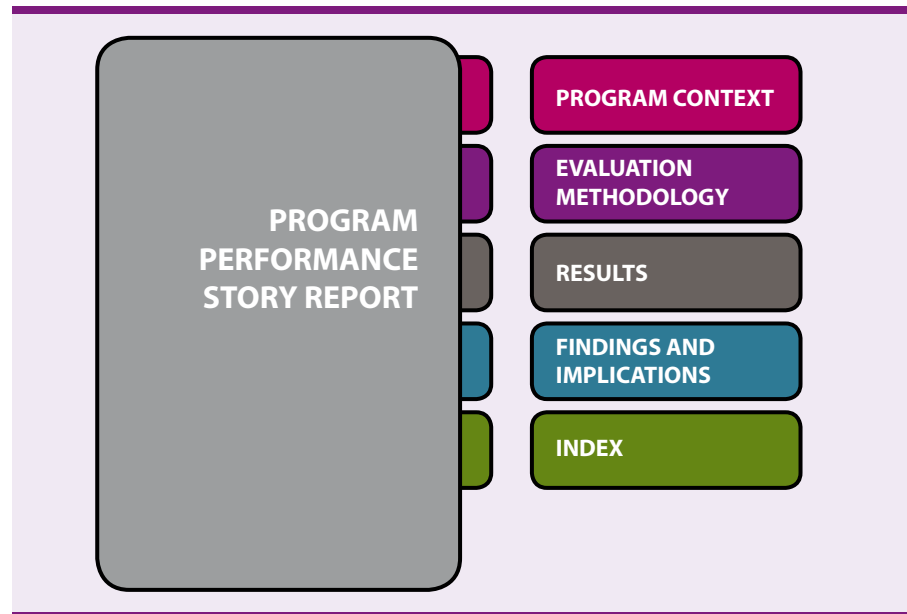 PROGRAM
PERFORMANCE
STORY REPORT
PROGRAM CONTEXT
EVALUATION
METHODOLOGY
RESULTS
FINDINGS AND
IMPLICATIONS
INDEX